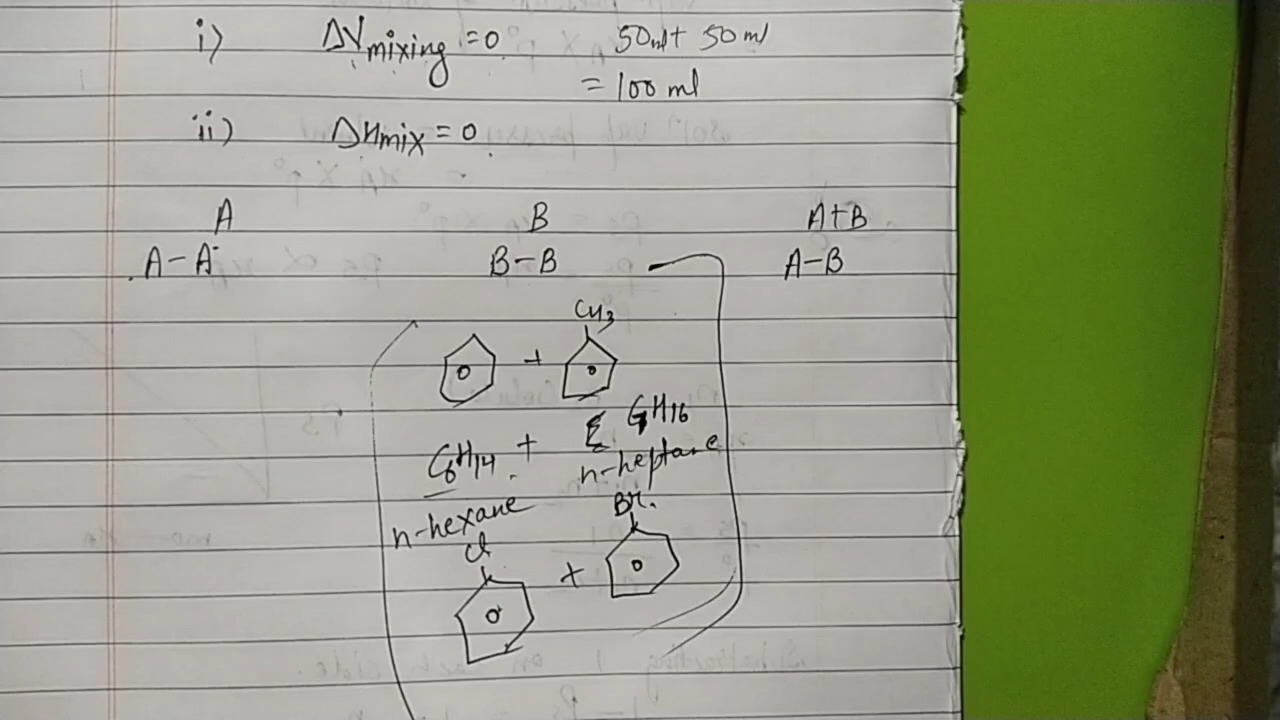 i) ΔVmixing = 0 50ml + 50ml
= 100 ml
ii) ΔHmix = 0
A B A+B
A-A B-B A-B
CH3
+
C6H14 + C7H16
n-hexane n-heptane
Cl Br.
+